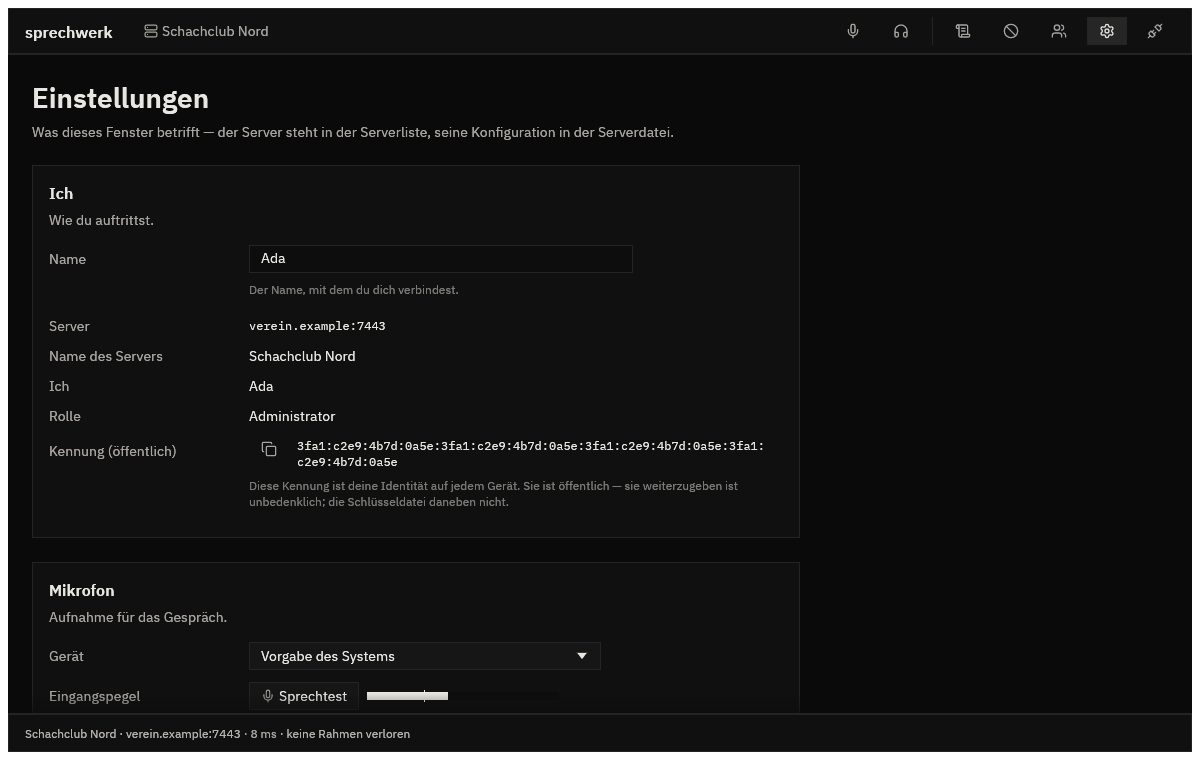 sprechwerk
Schachclub Nord
Einstellungen
Was dieses Fenster betrifft — der Server steht in der Serverliste, seine Konfiguration in der Serverdatei.
Ich
Wie du auftrittst.
Name
Ada
Der Name, mit dem du dich verbindest.
Server
verein.example:7443
Name des Servers
Schachclub Nord
Ich
Ada
Rolle
Administrator
Kennung (öffentlich)
3fa1:c2e9:4b7d:0a5e:3fa1:c2e9:4b7d:0a5e:3fa1:c2e9:4b7d:0a5e:3fa1:
c2e9:4b7d:0a5e
Diese Kennung ist deine Identität auf jedem Gerät. Sie ist öffentlich — sie weiterzugeben ist
unbedenklich; die Schlüsseldatei daneben nicht.
Mikrofon
Aufnahme für das Gespräch.
Gerät
Vorgabe des Systems
Eingangspegel
Sprechtest
Schachclub Nord · verein.example:7443 · 8 ms · keine Rahmen verloren